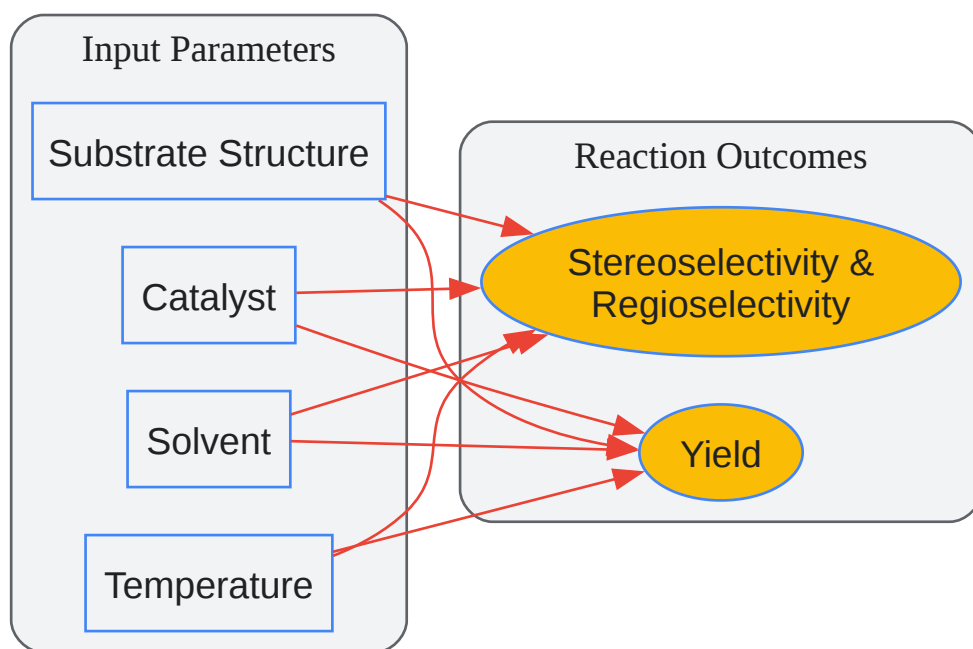 Input Parameters
Substrate Structure
Catalyst
Solvent
Temperature
Reaction Outcomes
Stereoselectivity &
Regioselectivity
Yield